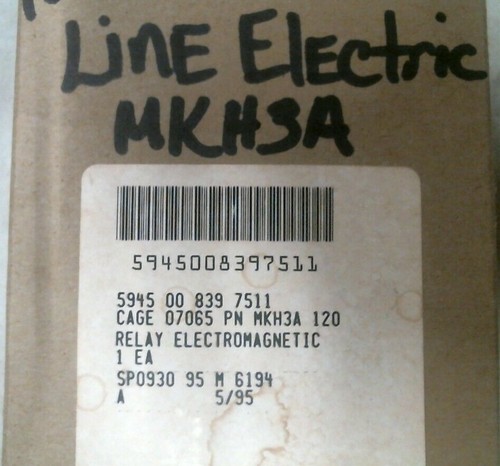 LinE Electric
MKH3A
5945008397511
5945 00 839 7511
CAGE 07065 PN MKH3A 120
RELAY ELECTROMAGNETIC
1 EA
SPO930 95 M 6194
A 5/95